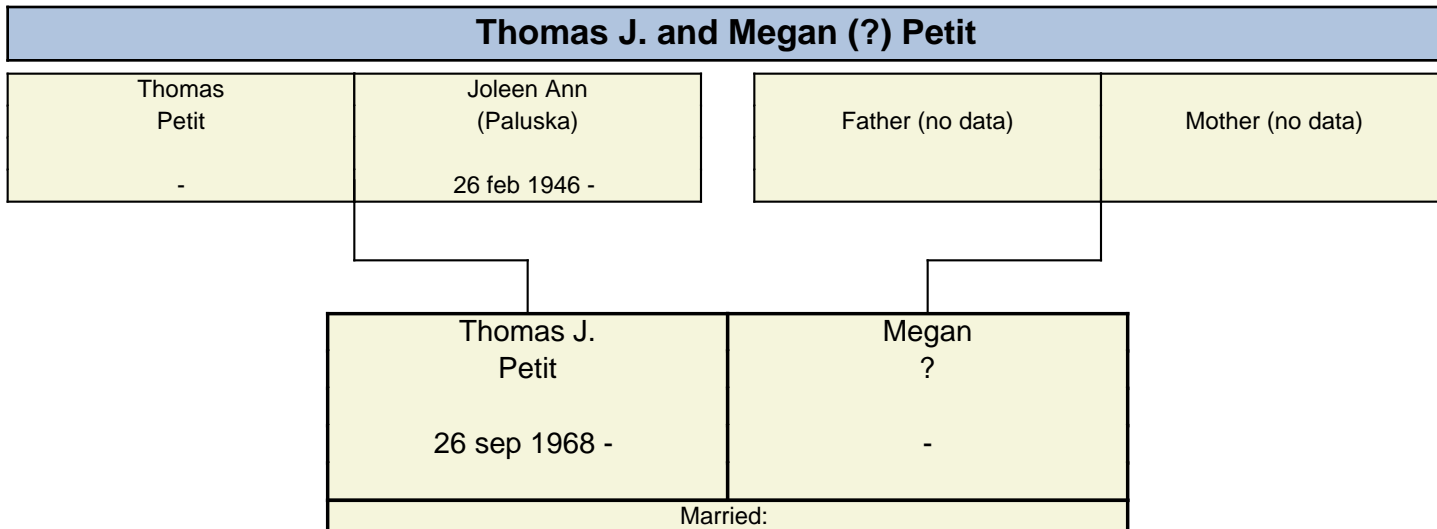 Thomas J. and Megan (?) Petit
Thomas
Petit
-
Joleen Ann
(Paluska)
26 feb 1946 -
Father (no data)
Mother (no data)
Thomas J.
Petit
26 sep 1968 -
Megan
?
-
Married: